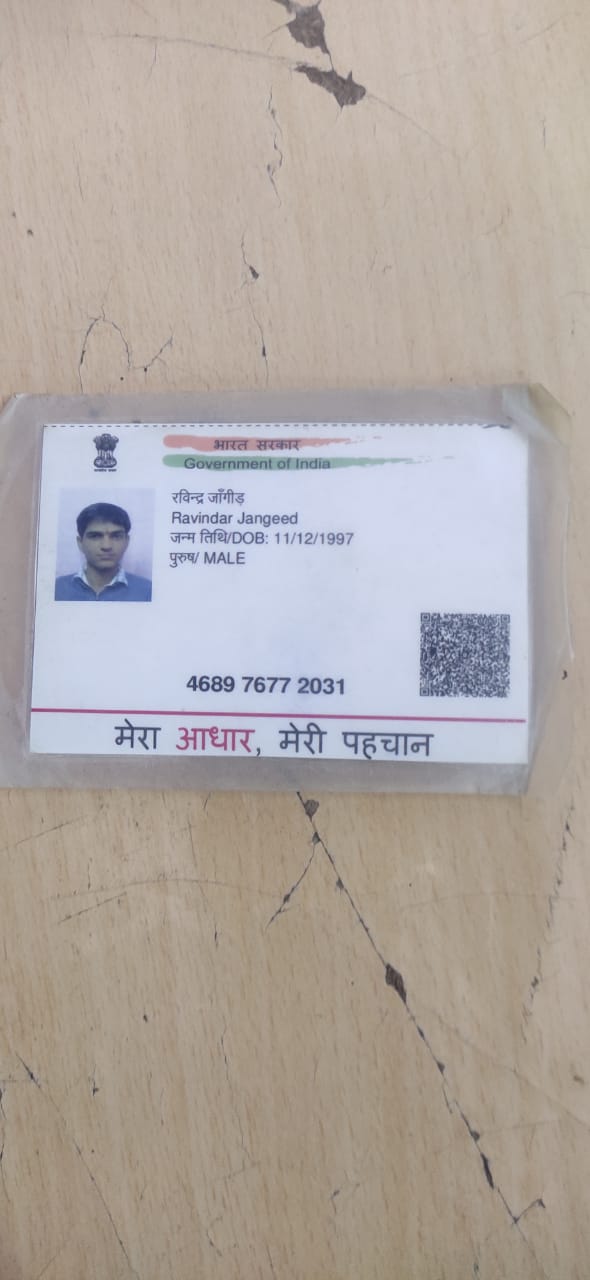 भारत सरकार
Government of India
रविन्द्र जाँगीड़
Ravindar Jangeed
जन्म तिथि/DOB: 11/12/1997
पुरुष/ MALE
4689 7677 2031
मेरा आधार, मेरी पहचान